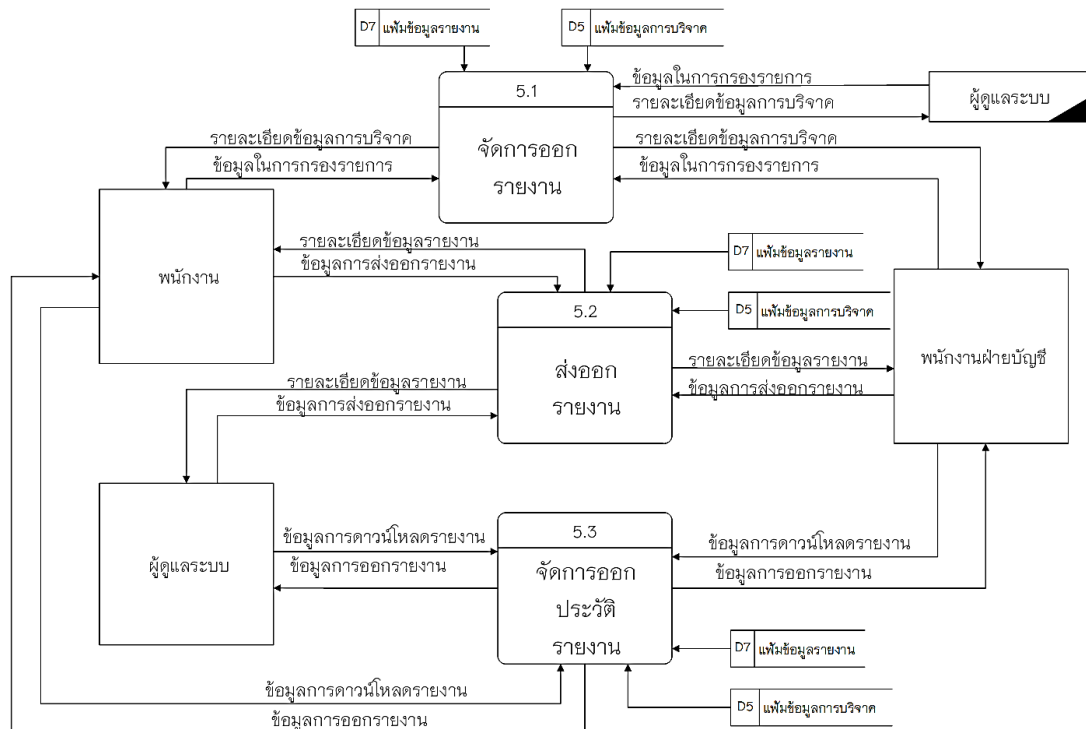 D7 แฟ้มข้อมูลรายงาน
D5 แฟ้มข้อมูลการบริจาค
5.1
จัดการออก
รายงาน
ข้อมูลในการกรองรายการ
รายละเอียดข้อมูลการบริจาค
ผู้ดูแลระบบ
รายละเอียดข้อมูลการบริจาค
ข้อมูลในการกรองรายการ
รายละเอียดข้อมูลการบริจาค
ข้อมูลในการกรองรายการ
พนักงาน
รายละเอียดข้อมูลรายงาน
ข้อมูลการส่งออกรายงาน
D7 แฟ้มข้อมูลรายงาน
D5 แฟ้มข้อมูลการบริจาค
5.2
ส่งออก
รายงาน
พนักงานฝ่ายบัญชี
รายละเอียดข้อมูลรายงาน
ข้อมูลการส่งออกรายงาน
รายละเอียดข้อมูลรายงาน
ข้อมูลการส่งออกรายงาน
ผู้ดูแลระบบ
ข้อมูลการดาวน์โหลดรายงาน
ข้อมูลการออกรายงาน
5.3
จัดการออก
ประวัติ
รายงาน
ข้อมูลการดาวน์โหลดรายงาน
ข้อมูลการออกรายงาน
D7 แฟ้มข้อมูลรายงาน
D5 แฟ้มข้อมูลการบริจาค
ข้อมูลการดาวน์โหลดรายงาน
ข้อมูลการออกรายงาน